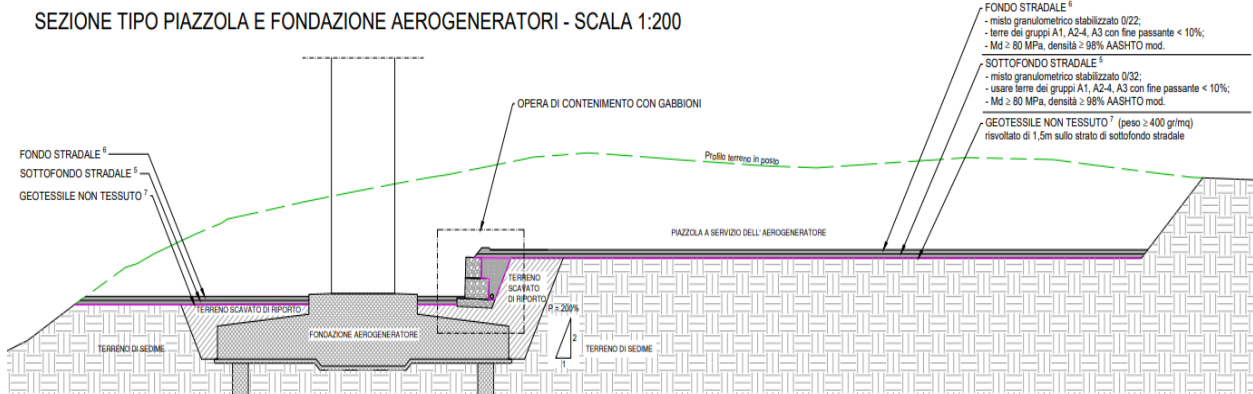 SEZIONE TIPO PIAZZOLA E FONDAZIONE AEROGENERATORI - SCALA 1:200
FONDO STRADALE 6
- misto granulometrico stabilizzato 0/22;
- terre dei gruppi A1, A2-4, A3 con fine passante < 10%;
- Md ≥ 80 MPa, densità ≥ 98% AASHTO mod.
SOTTOFONDO STRADALE 5
- misto granulometrico stabilizzato 0/32;
- usare terre dei gruppi A1, A2-4, A3 con fine passante < 10%;
- Md ≥ 80 MPa, densità ≥ 98% AASHTO mod.
GEOTESSILE NON TESSUTO 7 (peso ≥ 400 gr/mq)
risvoltato di 1,5m sullo strato di sottofondo stradale
OPERA DI CONTENIMENTO CON GABBIONI
FONDO STRADALE 6
SOTTOFONDO STRADALE 5
GEOTESSILE NON TESSUTO 7
Profilo terreno in posto
PIAZZOLA A SERVIZIO DELL' AEROGENERATORE
TERRENO
SCAVATO
DI RIPORTO
TERRENO SCAVATO DI RIPORTO
P = 200%
2
1
FONDAZIONE AEROGENERATORE
TERRENO DI SEDIME
TERRENO DI SEDIME